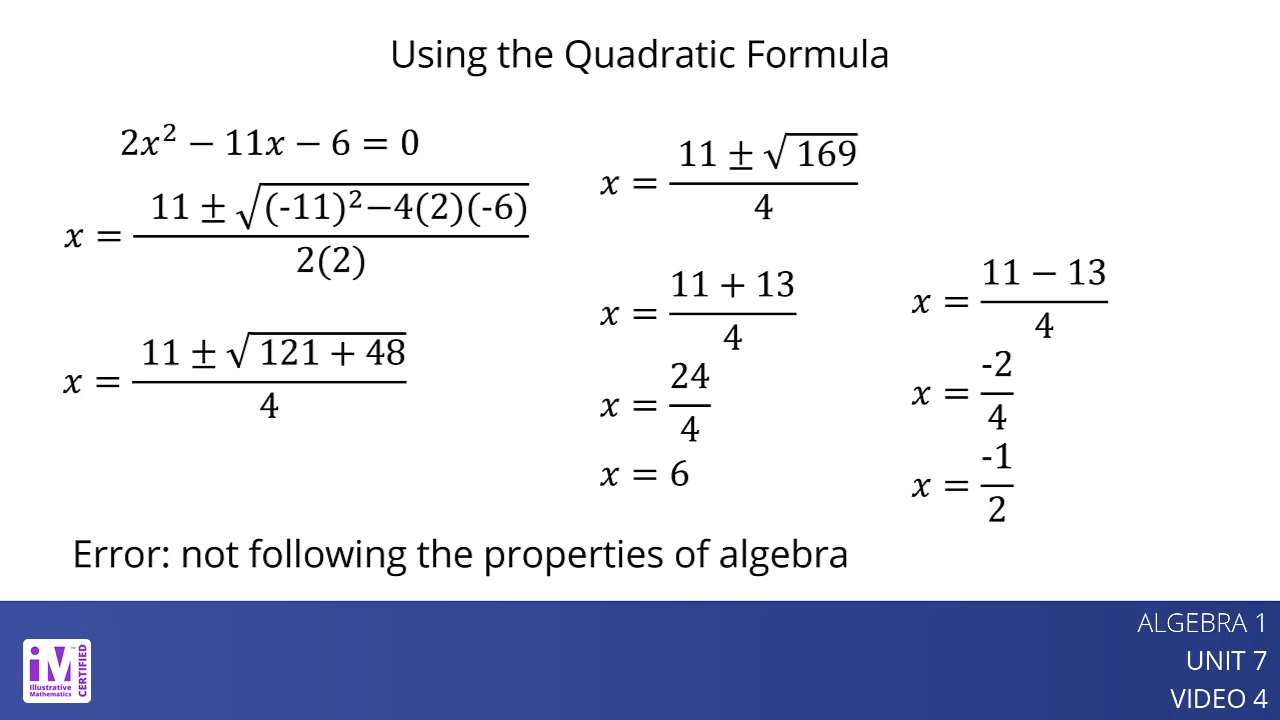 Using the Quadratic Formula
2x² − 11x − 6 = 0
x = (11 ± √((-11)²−4(2)(-6))) / (2(2))
x = (11 ± √(121 + 48)) / 4
x = (11 ± √169) / 4
x = (11 + 13) / 4
x = 24 / 4
x = 6
x = (11 − 13) / 4
x = -2 / 4
x = -1 / 2
Error: not following the properties of algebra
ALGEBRA 1
UNIT 7
VIDEO 4
iM™
Illustrative
Mathematics
CERTIFIED